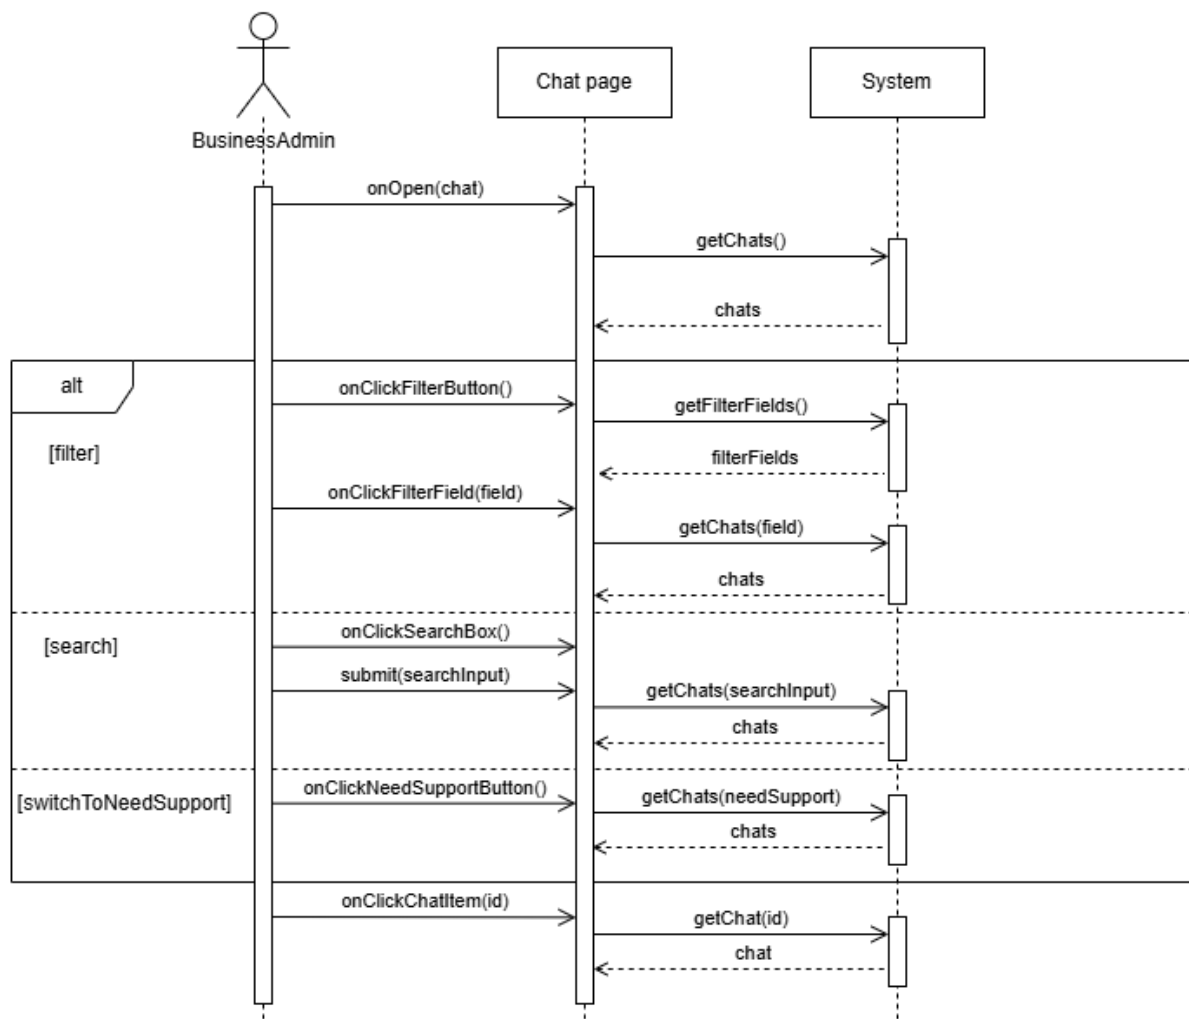 BusinessAdmin
Chat page
System
onOpen(chat)
getChats()
chats
alt
onClickFilterButton()
getFilterFields()
[filter]
filterFields
onClickFilterField(field)
getChats(field)
chats
onClickSearchBox()
[search]
submit(searchInput)
getChats(searchInput)
chats
onClickNeedSupportButton()
[switchToNeedSupport]
getChats(needSupport)
chats
onClickChatItem(id)
getChat(id)
chat